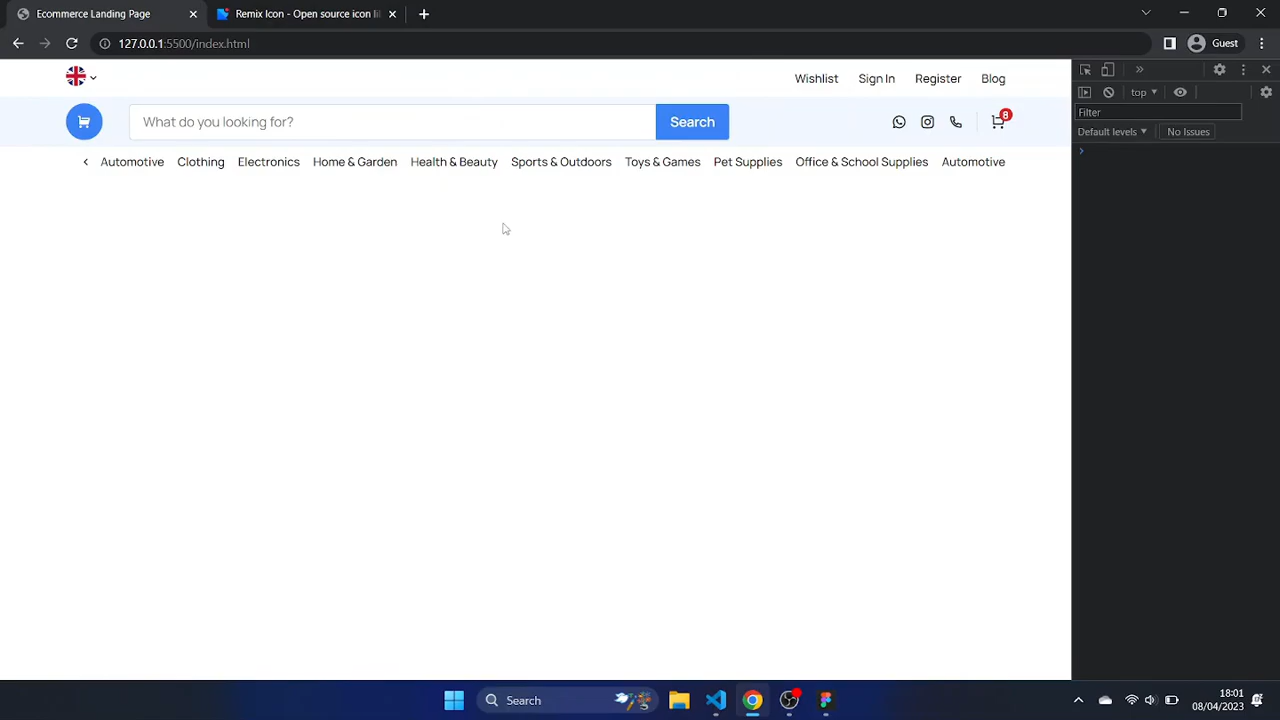 Ecommerce Landing Page
Remix Icon - Open source icon li
127.0.0.1:5500/index.html
Guest
Wishlist
Sign In
Register
Blog
top
Filter
What do you looking for?
Search
8
Default levels
No Issues
Automotive
Clothing
Electronics
Home & Garden
Health & Beauty
Sports & Outdoors
Toys & Games
Pet Supplies
Office & School Supplies
Automotive
Search
18:01
08/04/2023